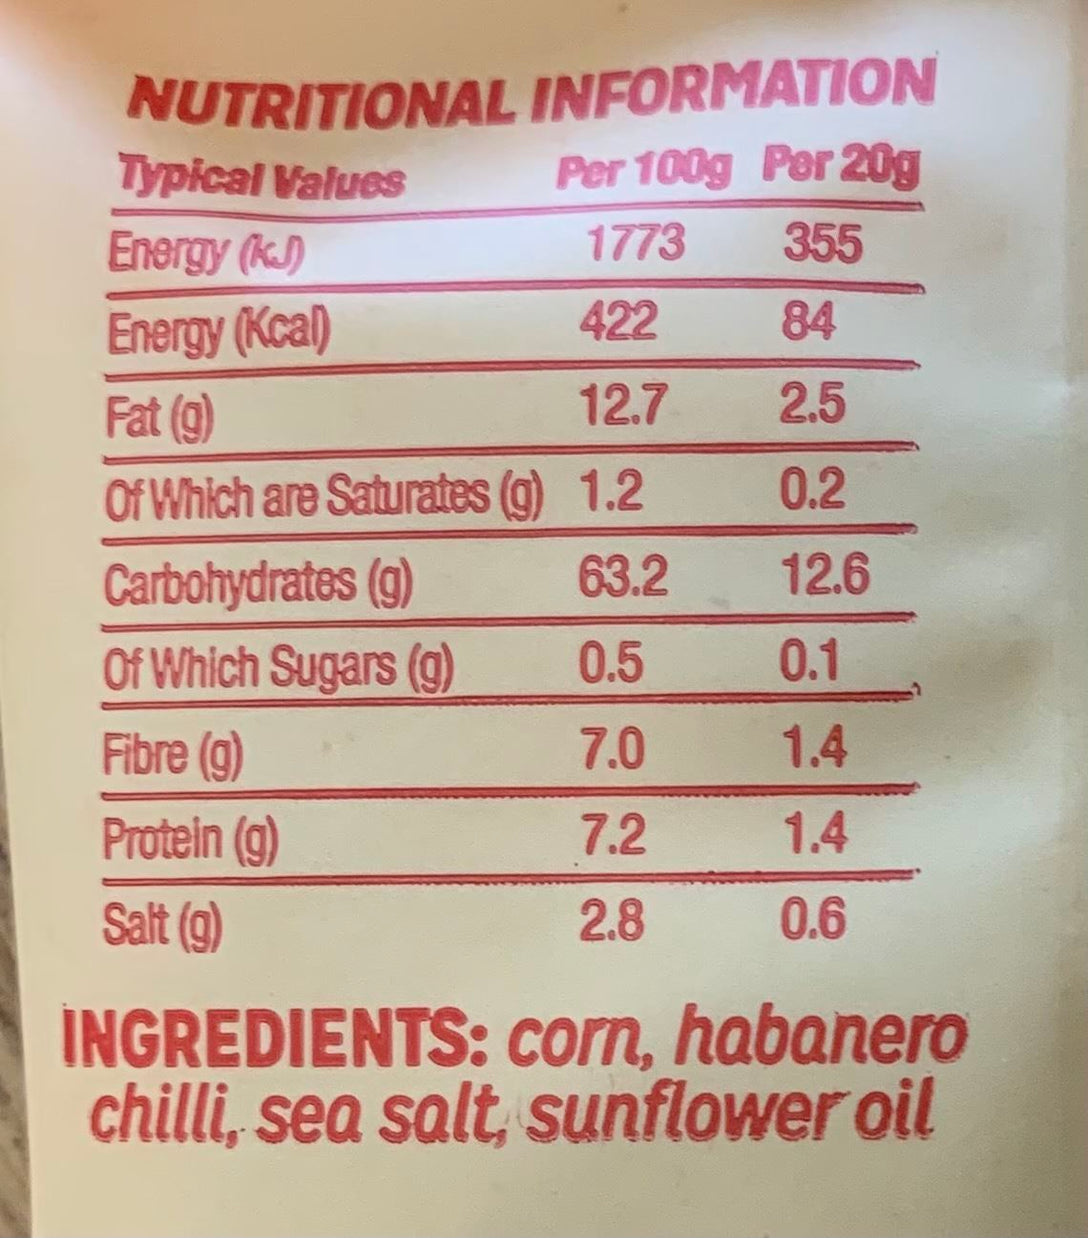 NUTRITIONAL INFORMATION
Typical Values Per 100g Per 20g
Energy (kJ) 1773 355
Energy (Kcal) 422 84
Fat (g) 12.7 2.5
Of Which are Saturates (g) 1.2 0.2
Carbohydrates (g) 63.2 12.6
Of Which Sugars (g) 0.5 0.1
Fibre (g) 7.0 1.4
Protein (g) 7.2 1.4
Salt (g) 2.8 0.6
INGREDIENTS: corn, habanero
chilli, sea salt, sunflower oil